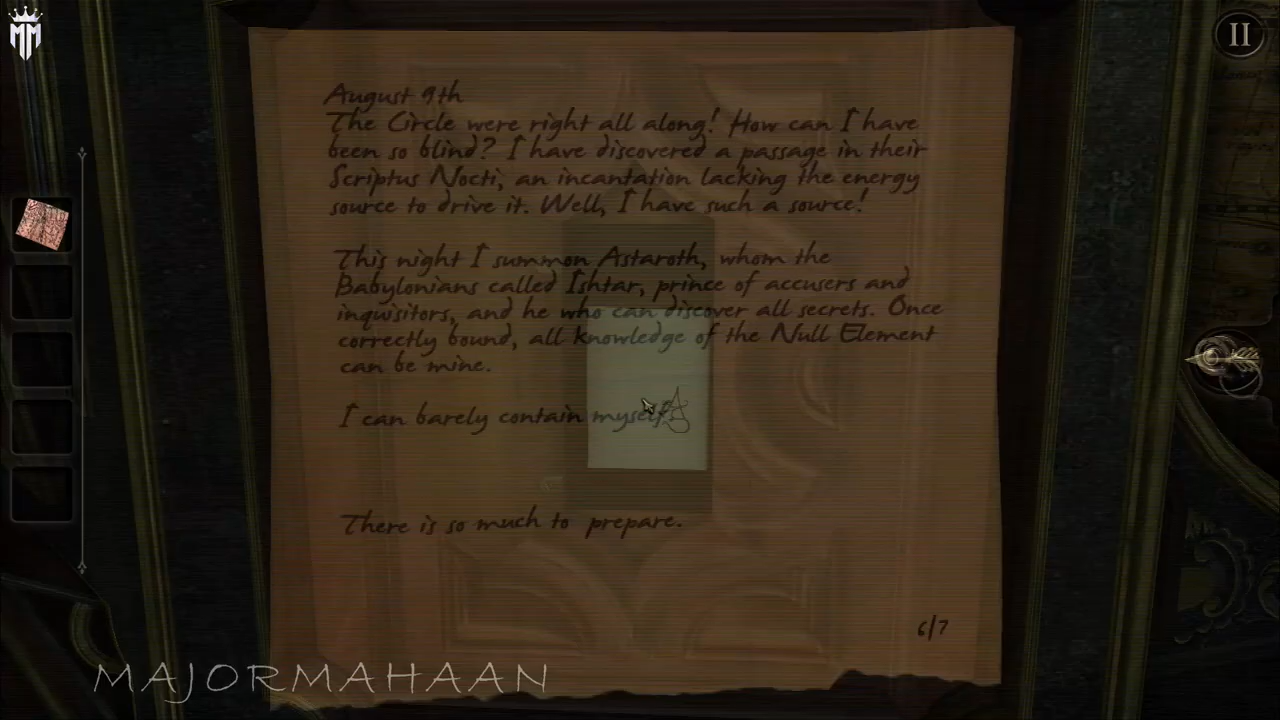 MM
August 9th
The Circle were right all along! How can I have
been so blind? I have discovered a passage in their
Scriptus Nocti, an incantation lacking the energy
source to drive it. Well, I have such a source!
This night I summon Astaroth, whom the
Babylonians called Ishtar, prince of accusers and
inquisitors, and he who can discover all secrets. Once
correctly bound, all knowledge of the Null Element
can be mine.
I can barely contain myself.
There is so much to prepare.
6/7
MAJORMAHAAN